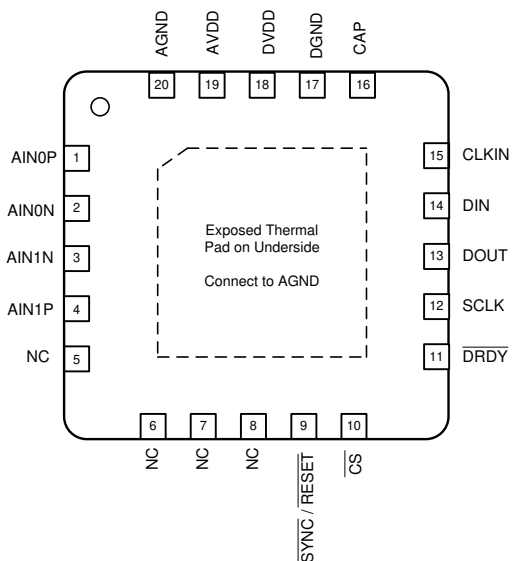 AGND
AVDD
DVDD
DGND
CAP
20
19
18
17
16
AIN0P
1
15
CLKIN
AIN0N
2
14
DIN
AIN1N
3
13
DOUT
AIN1P
4
12
SCLK
NC
5
11
DRDY
Exposed Thermal
Pad on Underside
Connect to AGND
6
7
8
9
10
NC
NC
NC
SYNC / RESET
CS